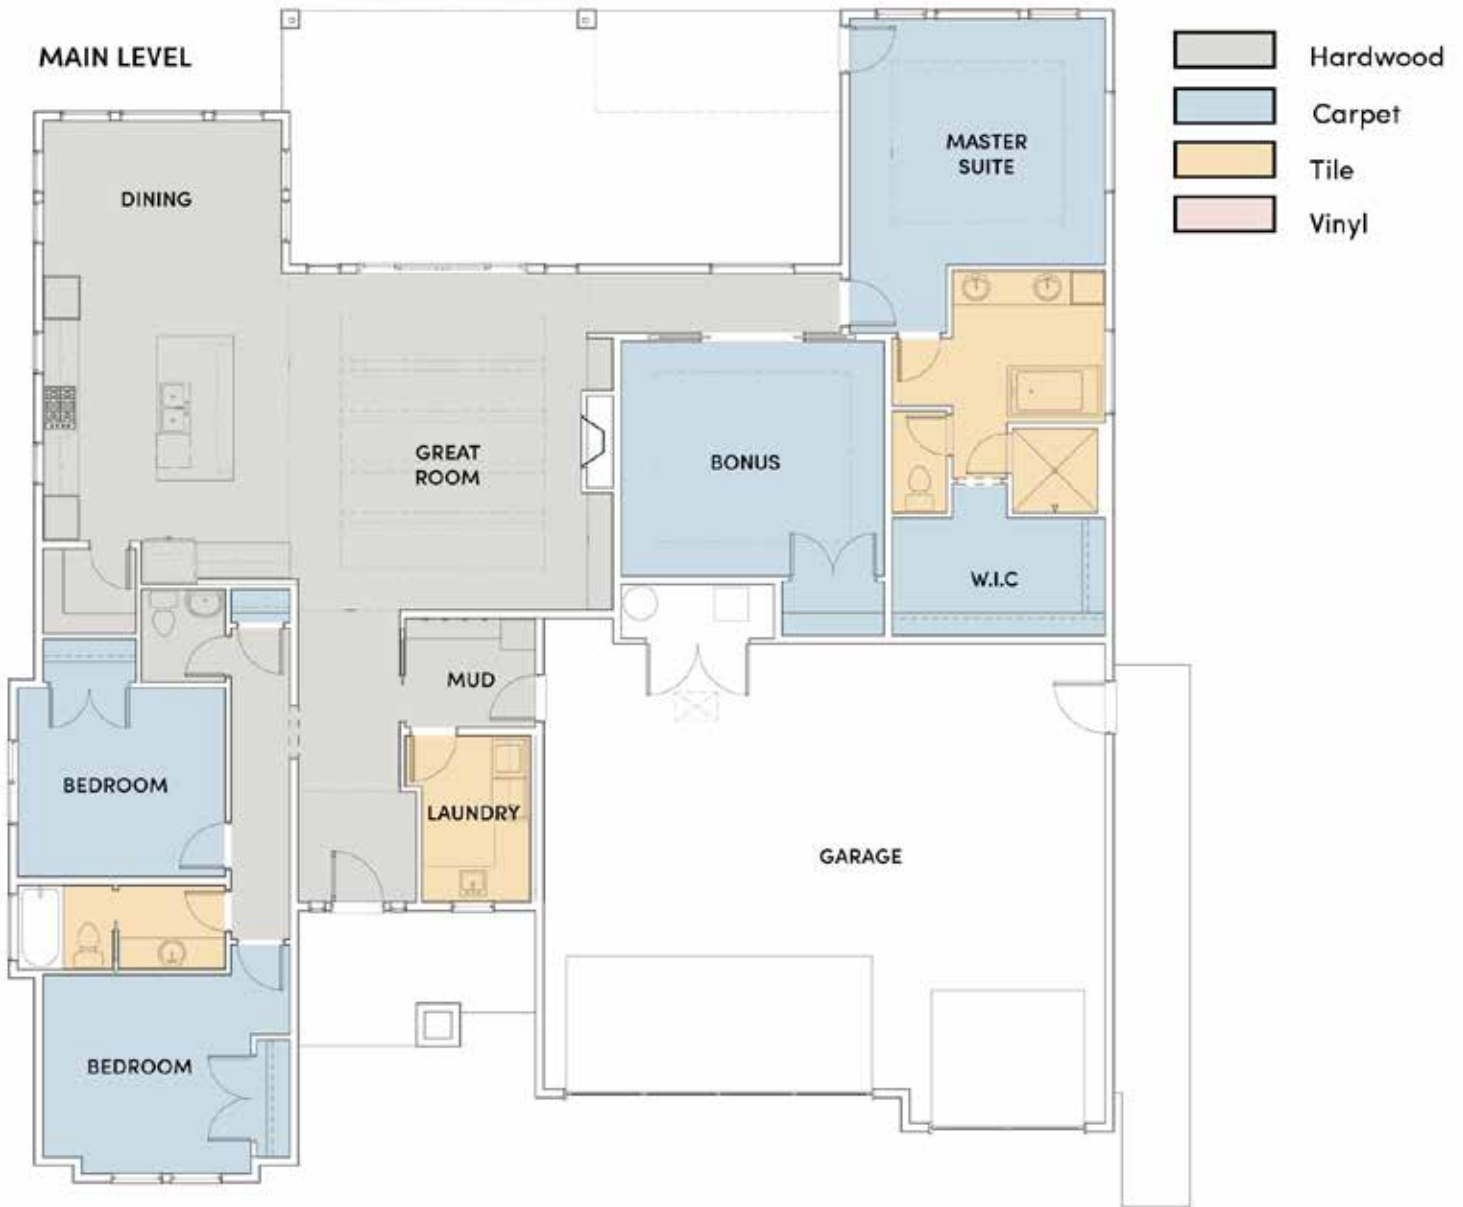 MAIN LEVEL
Hardwood
Carpet
Tile
Vinyl
MASTER
SUITE
DINING
GREAT
ROOM
BONUS
W.I.C
MUD
BEDROOM
LAUNDRY
GARAGE
BEDROOM